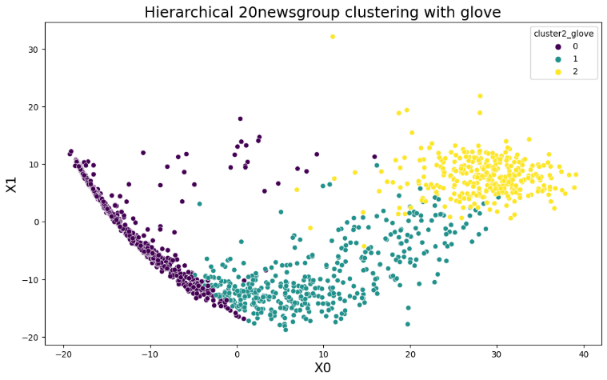 Hierarchical 20newsgroup clustering with glove
cluster2_glove
0
1
2
30
20
10
0
−10
−20
X1
−20 −10 0 10 20 30 40
X0